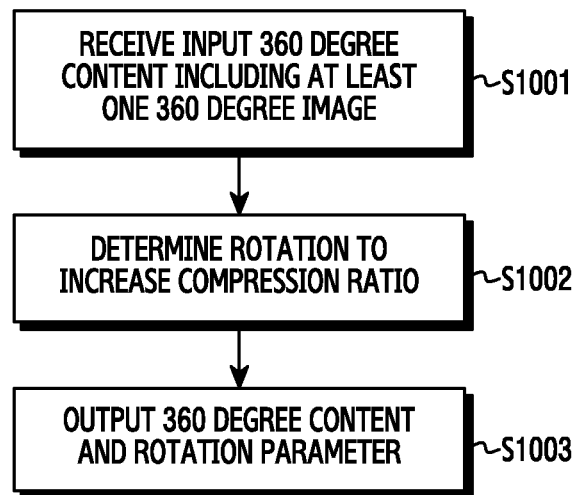 RECEIVE INPUT 360 DEGREE
CONTENT INCLUDING AT LEAST
ONE 360 DEGREE IMAGE
S1001
DETERMINE ROTATION TO
INCREASE COMPRESSION RATIO
S1002
OUTPUT 360 DEGREE CONTENT
AND ROTATION PARAMETER
S1003